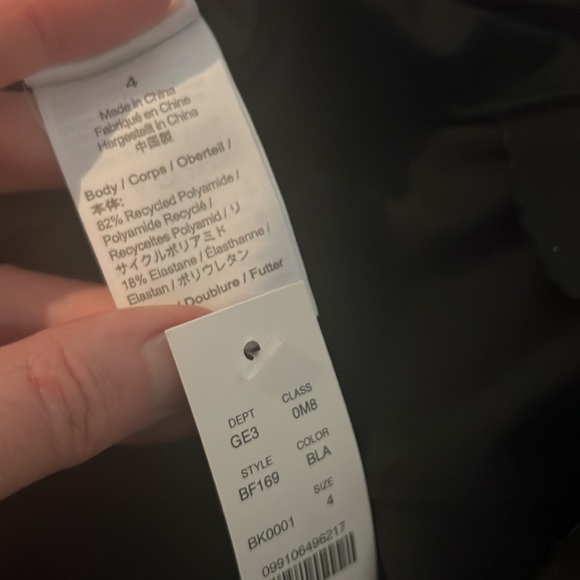 4
Made in China
Fabriqué en Chine
Hergestellt in China
中国製
Body / Corps / Oberteil /
本体:
82% Recycled Polyamide /
Polyamide Recyclé /
Recyceltes Polyamid / リ
サイクルポリアミド
18% Elastane / Élasthanne /
Elastan / ポリウレタン
/ Doublure / Futter
DEPT CLASS
GE3 0M8
STYLE COLOR
BF169 BLA
SIZE
BK0001 4
099106496217